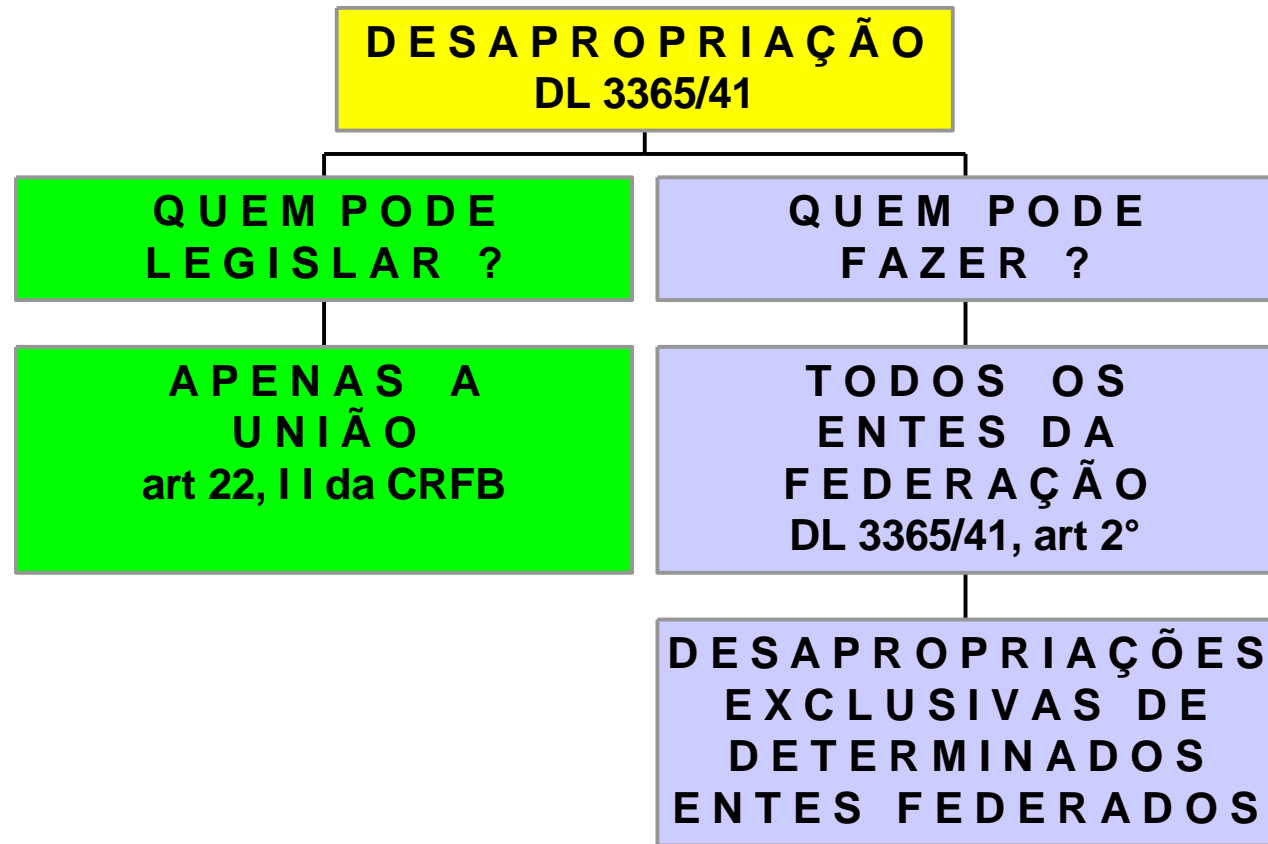 DESAPROPRIAÇÃO
DL 3365/41
QUEM PODE
LEGISLAR ?
APENAS A
UNIÃO
art 22, I I da CRFB
QUEM PODE
FAZER ?
TODOS OS
ENTES DA
FEDERAÇÃO
DL 3365/41, art 2°
DESAPROPRIAÇÕES
EXCLUSIVAS DE
DETERMINADOS
ENTES FEDERADOS